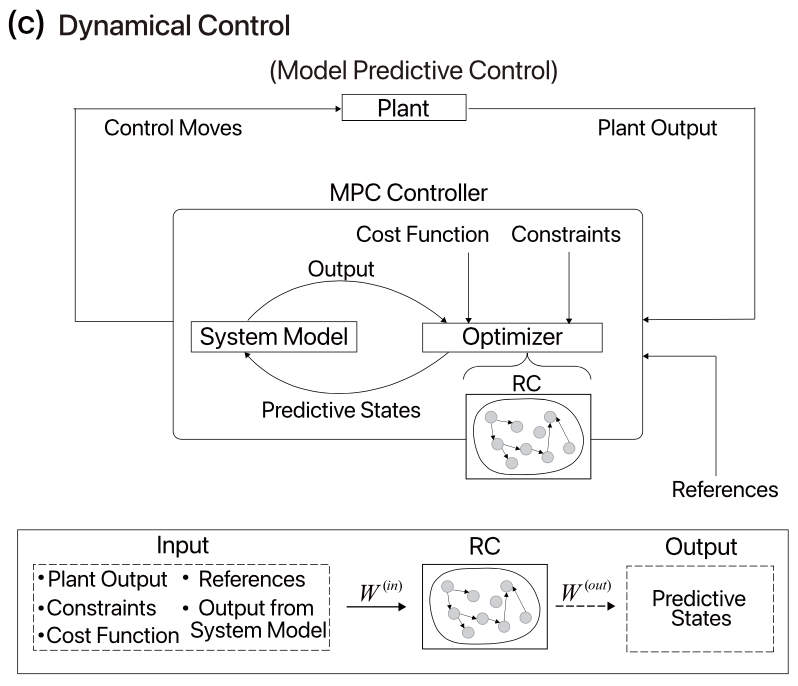 (c) Dynamical Control
(Model Predictive Control)
Plant
Control Moves
Plant Output
MPC Controller
Cost Function
Constraints
Output
System Model
Optimizer
RC
Predictive States
References
Input
RC
Output
• Plant Output
• References
• Constraints
• Output from
System Model
• Cost Function
W^(in)
W^(out)
Predictive
States